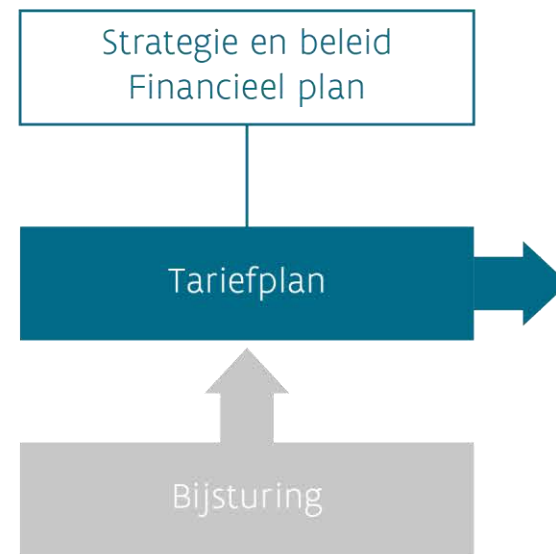 Strategie en beleid
Financieel plan
Tariefplan
Bijsturing